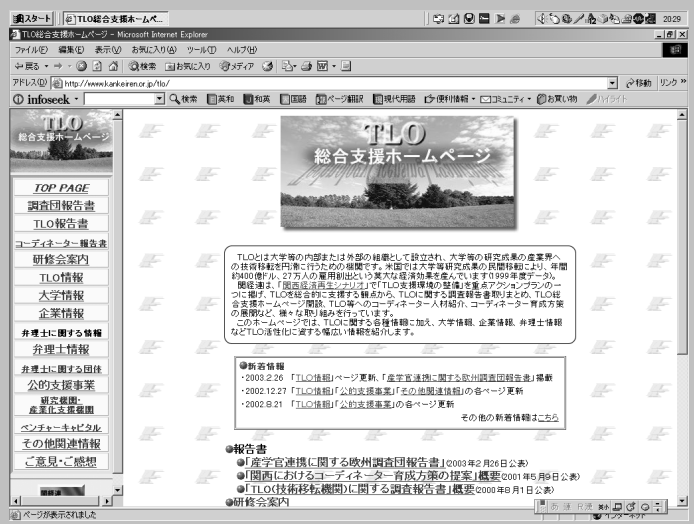 スタート
TLO総合支援ホームペ...
2029
TLO総合支援ホームページ - Microsoft Internet Explorer
ファイル(F) 編集(E) 表示(V) お気に入り(A) ツール(T) ヘルプ(H)
戻る 検索 お気に入り メディア
アドレス(D) http://www.kankeiren.or.jp/tlo/ 移動 リンク »
infoseek 検索 英和 和英 国語 ページ翻訳 現代用語 便利情報 コミュニティ お買い物 ハイライト
TLO
総合支援ホームページ
TOP PAGE
調査団報告書
TLO報告書
コーディネーター報告書
研修会案内
TLO情報
大学情報
企業情報
弁理士に関する情報
弁理士情報
弁理士に関する団体
公的支援事業
研究機関・
産業化支援機関
ベンチャーキャピタル
その他関連情報
ご意見・ご感想
TLO
総合支援ホームページ
TLOとは大学等の内部または外部の組織として設立され、大学等の研究成果の産業界へ
の技術移転を円滑に行うための機関です。米国では大学等研究成果の民間移転により、年間
約400億ドル、27万人の雇用創出という莫大な経済効果を産んでいます(1999年度データ)。
関経連は、「関西経済再生シナリオ」で「TLO支援環境の整備」を重点アクションプランの一
つに掲げ、TLOを総合的に支援する観点から、TLOに関する調査報告書取りまとめ、TLO総
合支援ホームページ開設、TLO等へのコーディネーター人材紹介、コーディネーター育成方策
の展開など、様々な取り組みを行っています。
このホームページでは、TLOに関する各種情報に加え、大学情報、企業情報、弁理士情報
などTLO活性化に資する幅広い情報を紹介します。
新着情報
・2003.2.26 「TLO情報」ページ更新、「産学官連携に関する欧州調査団報告書」掲載
・2002.12.27 「TLO情報」「公的支援事業」「その他関連情報」の各ページ更新
・2002.8.21 「TLO情報」「公的支援事業」の各ページ更新
その他の新着情報はこちら
報告書
「産学官連携に関する欧州調査団報告書」(2003年2月26日公表)
「関西におけるコーディネーター育成方策の提案」概要(2001年5月9日公表)
「TLO(技術移転機関)に関する調査報告書」概要(2000年8月1日公表)
研修会案内
ページが表示されました